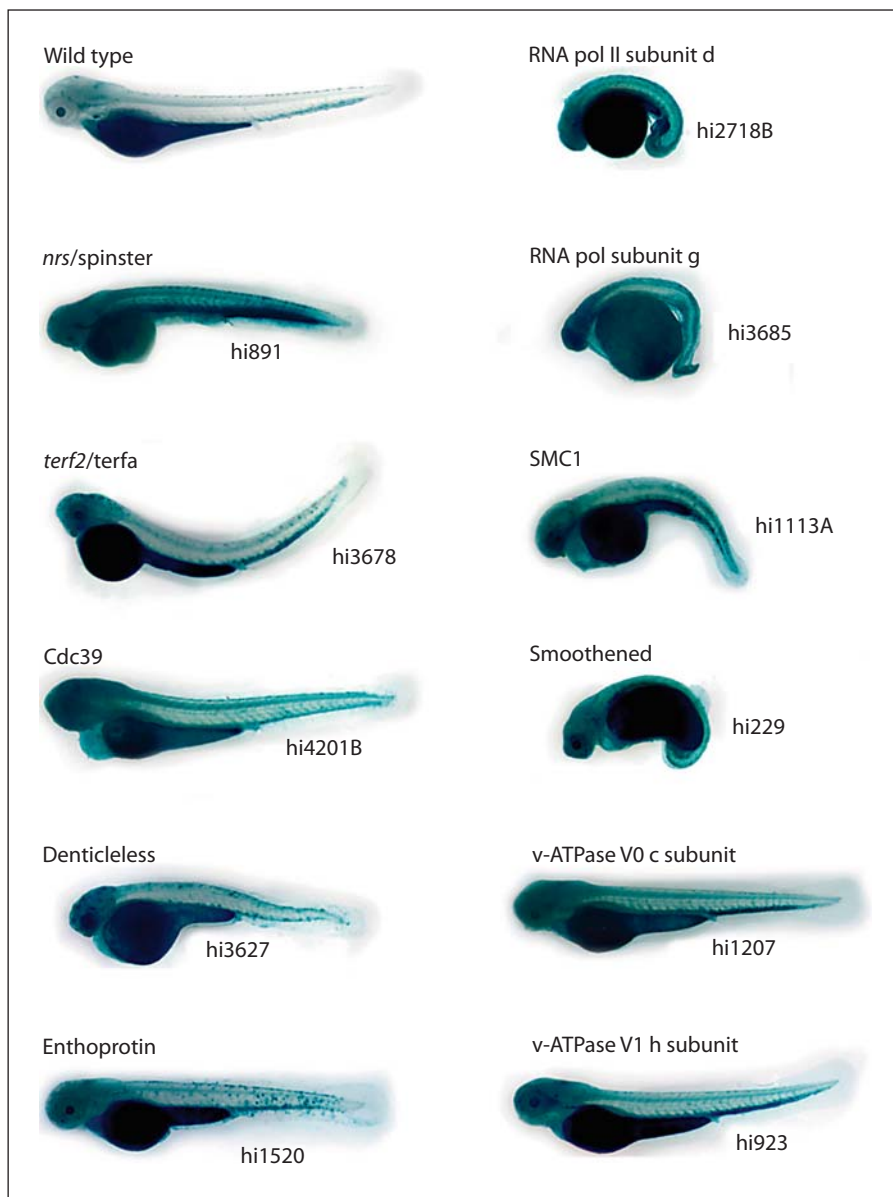 Wild type
nrs/spinster
hi891
terf2/terfa
hi3678
Cdc39
hi4201B
Denticleless
hi3627
Enthoprotin
hi1520
RNA pol II subunit d
hi2718B
RNA pol subunit g
hi3685
SMC1
hi1113A
Smoothened
hi229
v-ATPase V0 c subunit
hi1207
v-ATPase V1 h subunit
hi923